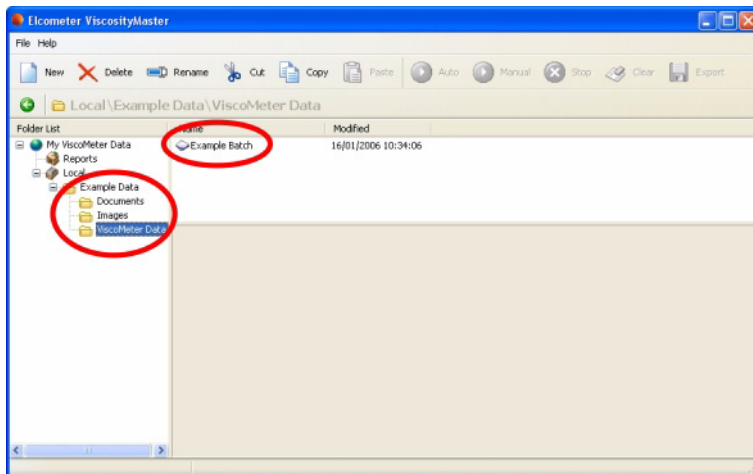 Elcometer ViscosityMaster
File Help
New Delete Rename Cut Copy Paste Auto Manual Stop Clear Export
Local\Example Data\ViscoMeter Data
Folder List Name Modified
My ViscoMeter Data Example Batch 16/01/2006 10:34:06
Reports
Local
Example Data
Documents
Images
ViscoMeter Data